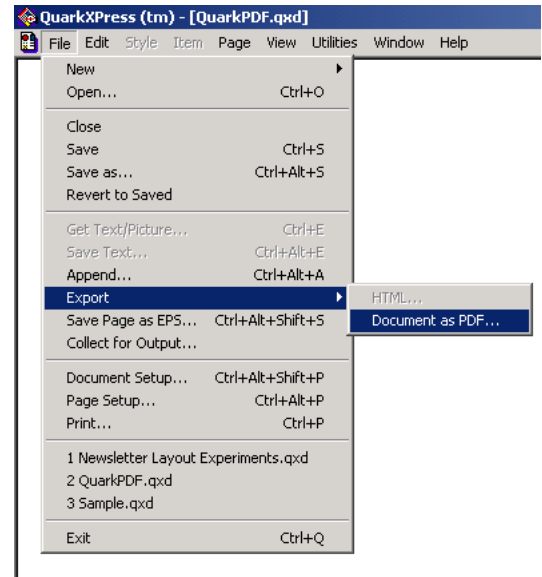 QuarkXPress (tm) - [QuarkPDF.qxd]
File Edit Style Item Page View Utilities Window Help
New
Open... Ctrl+O
Close
Save Ctrl+S
Save as... Ctrl+Alt+S
Revert to Saved
Get Text/Picture... Ctrl+E
Save Text... Ctrl+Alt+E
Append... Ctrl+Alt+A
Export HTML...
Save Page as EPS... Ctrl+Alt+Shift+S Document as PDF...
Collect for Output...
Document Setup... Ctrl+Alt+Shift+P
Page Setup... Ctrl+Alt+P
Print... Ctrl+P
1 Newsletter Layout Experiments.qxd
2 QuarkPDF.qxd
3 Sample.qxd
Exit Ctrl+Q